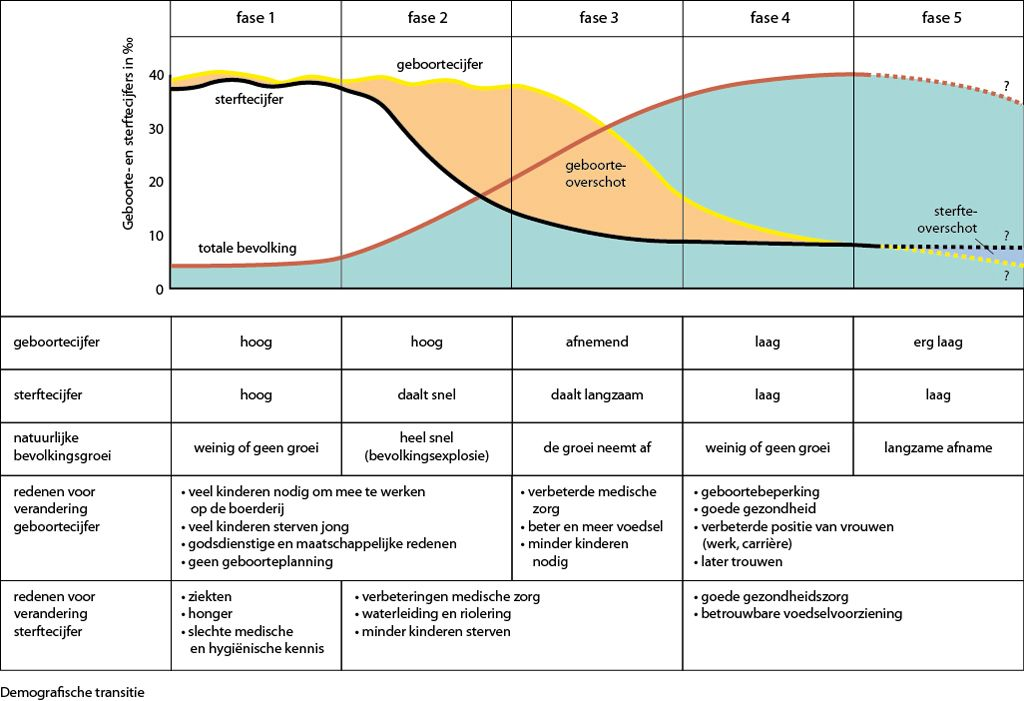 fase 1
fase 2
fase 3
fase 4
fase 5
Geboorte- en sterftecijfers in ‰
40
30
20
10
0
geboortecijfer
sterftecijfer
totale bevolking
geboorte-
overschot
sterfte-
overschot
?
?
?
geboortecijfer
hoog
hoog
afnemend
laag
erg laag
sterftecijfer
hoog
daalt snel
daalt langzaam
laag
laag
natuurlijke
bevolkingsgroei
weinig of geen groei
heel snel
(bevolkingsexplosie)
de groei neemt af
weinig of geen groei
langzame afname
redenen voor
verandering
geboortecijfer
• veel kinderen nodig om mee te werken
op de boerderij
• veel kinderen sterven jong
• godsdienstige en maatschappelijke redenen
• geen geboorteplanning
• verbeterde medische
zorg
• beter en meer voedsel
• minder kinderen
nodig
• geboortebeperking
• goede gezondheid
• verbeterde positie van vrouwen
(werk, carrière)
• later trouwen
redenen voor
verandering
sterftecijfer
• ziekten
• honger
• slechte medische
en hygiënische kennis
• verbeteringen medische zorg
• waterleiding en riolering
• minder kinderen sterven
• goede gezondheidszorg
• betrouwbare voedselvoorziening
Demografische transitie